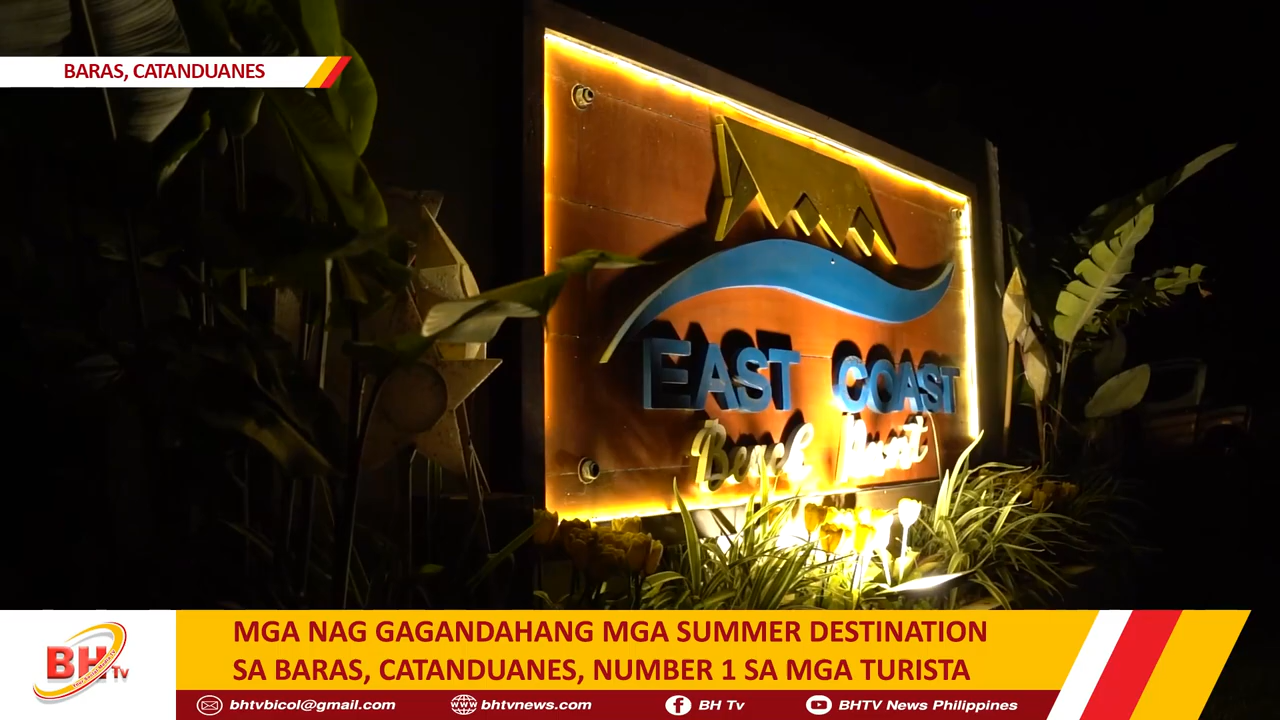 BARAS, CATANDUANES
EAST COAST
Beach Resort
MGA NAG GAGANDAHANG MGA SUMMER DESTINATION
SA BARAS, CATANDUANES, NUMBER 1 SA MGA TURISTA
BH Tv
bhtvbicol@gmail.com bhtvnews.com BH Tv BHTV News Philippines